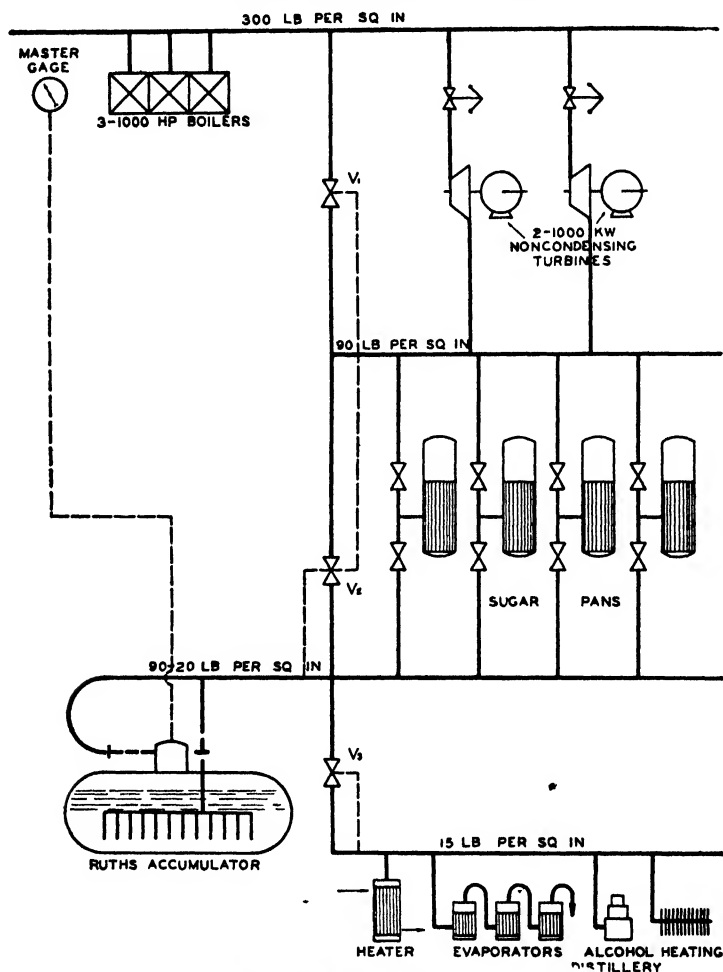 300 LB PER SQ IN
MASTER
GAGE
3-1000 HP BOILERS
V₁
2-1000 KW
NONCONDENSING
TURBINES
90 LB PER SQ IN
V₂
SUGAR PANS
90-20 LB PER SQ IN
V₃
RUTHS ACCUMULATOR
15 LB PER SQ IN
HEATER
EVAPORATORS
ALCOHOL HEATING
DISTILLERY